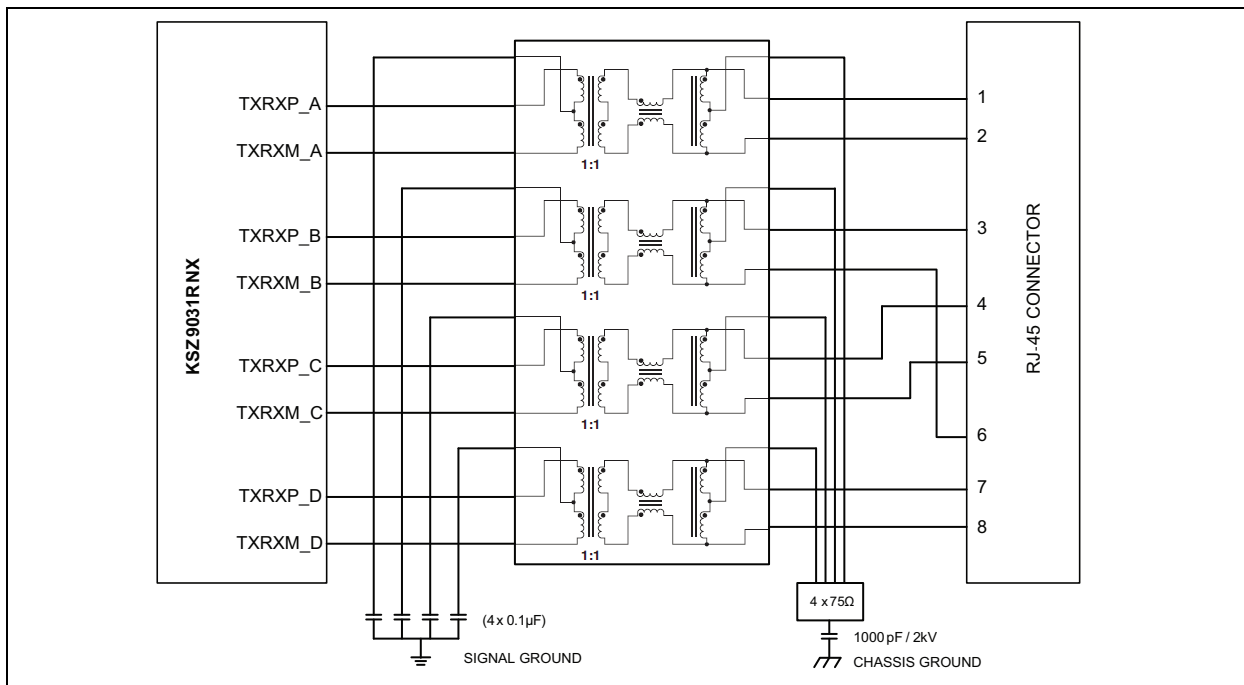 KSZ9031RNX
TXRXP_A
TXRXM_A
TXRXP_B
TXRXM_B
TXRXP_C
TXRXM_C
TXRXP_D
TXRXM_D
1:1
1:1
1:1
1:1
1
2
3
4
5
6
7
8
RJ-45 CONNECTOR
(4 x 0.1µF)
SIGNAL GROUND
4 x 75Ω
1000 pF / 2kV
CHASSIS GROUND